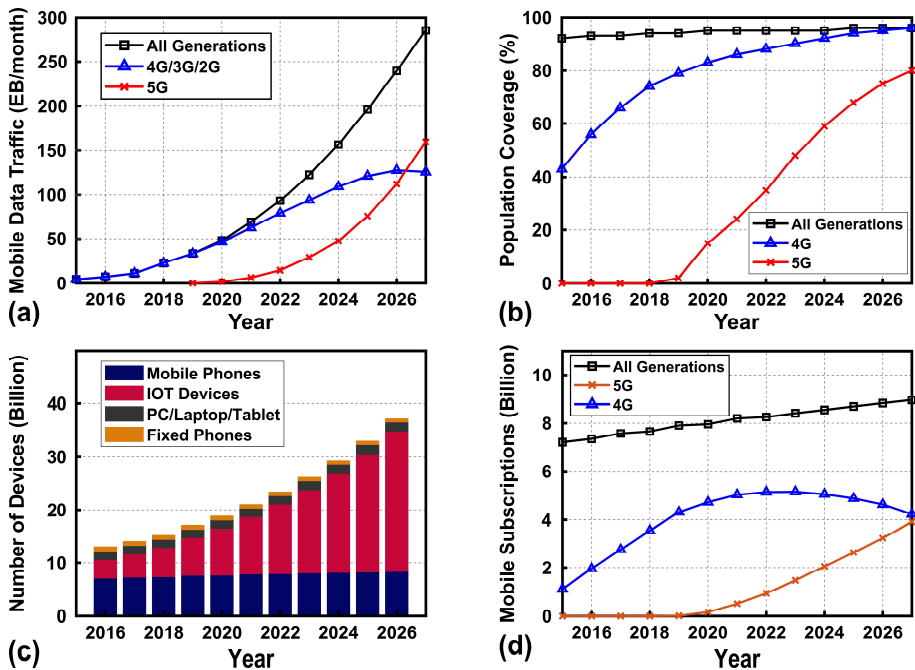 Mobile Data Traffic (EB/month)
300
250
200
150
100
50
0
All Generations
4G/3G/2G
5G
2016 2018 2020 2022 2024 2026
Year
(a)
Population Coverage (%)
100
80
60
40
20
0
All Generations
4G
5G
2016 2018 2020 2022 2024 2026
Year
(b)
Number of Devices (Billion)
40
30
20
10
0
Mobile Phones
IOT Devices
PC/Laptop/Tablet
Fixed Phones
2016 2018 2020 2022 2024 2026
Year
(c)
Mobile Subscriptions (Billion)
10
8
6
4
2
0
All Generations
5G
4G
2016 2018 2020 2022 2024 2026
Year
(d)